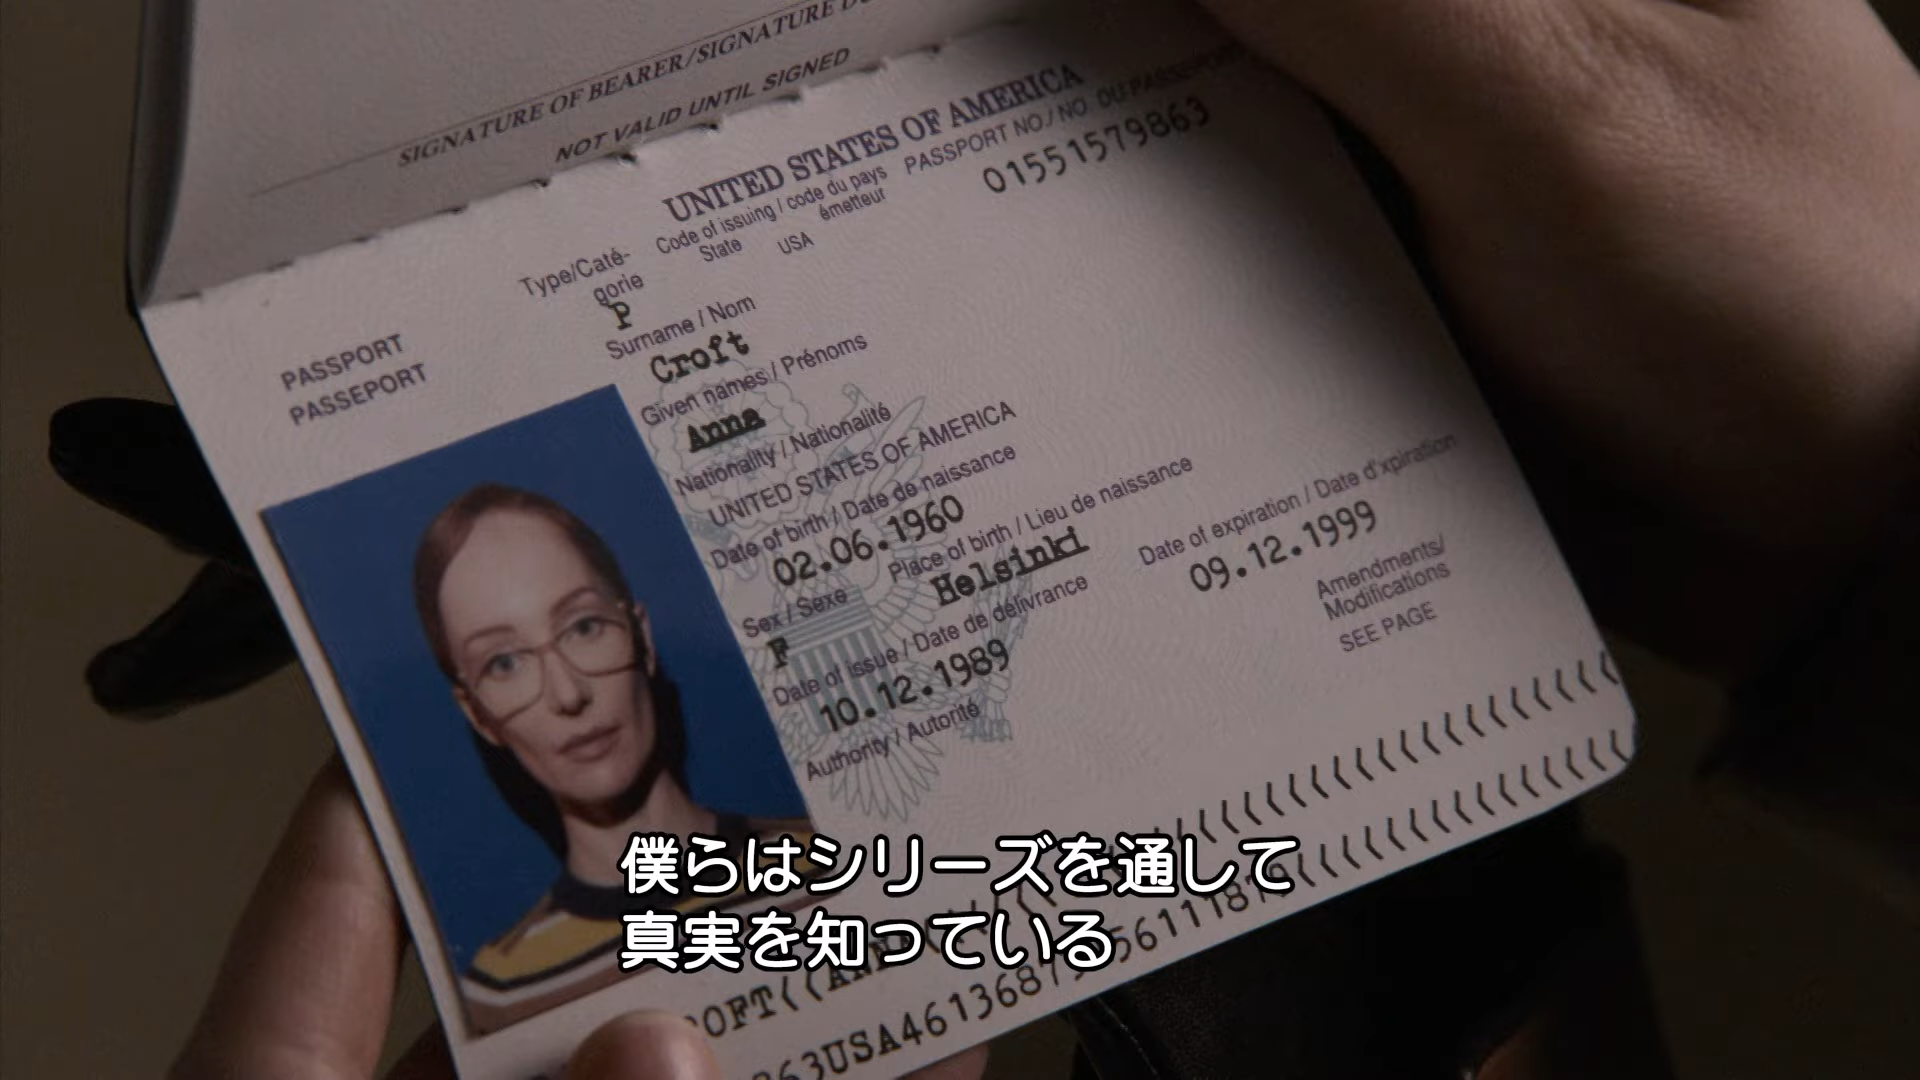 SIGNATURE OF BEARER/SIGNATURE D
NOT VALID UNTIL SIGNED
UNITED STATES OF AMERICA
PASSPORT
PASSEPORT
Type/Caté-
gorie
P
Code of issuing / code du pays
State
émetteur
USA
PASSPORT NO./ NO. DU PASSEPORT
01551579863
Surname / Nom
Croft
Given names / Prénoms
Anna
Nationality / Nationalité
UNITED STATES OF AMERICA
Date of birth / Date de naissance
02.06.1960
Place of birth / Lieu de naissance
Helsinki
Sex / Sexe
F
Date of issue / Date de délivrance
10.12.1989
Date of expiration / Date d'xpiration
09.12.1999
Authority / Autorité
Amendments/
Modifications
SEE PAGE
僕らはシリーズを通して
真実を知っている